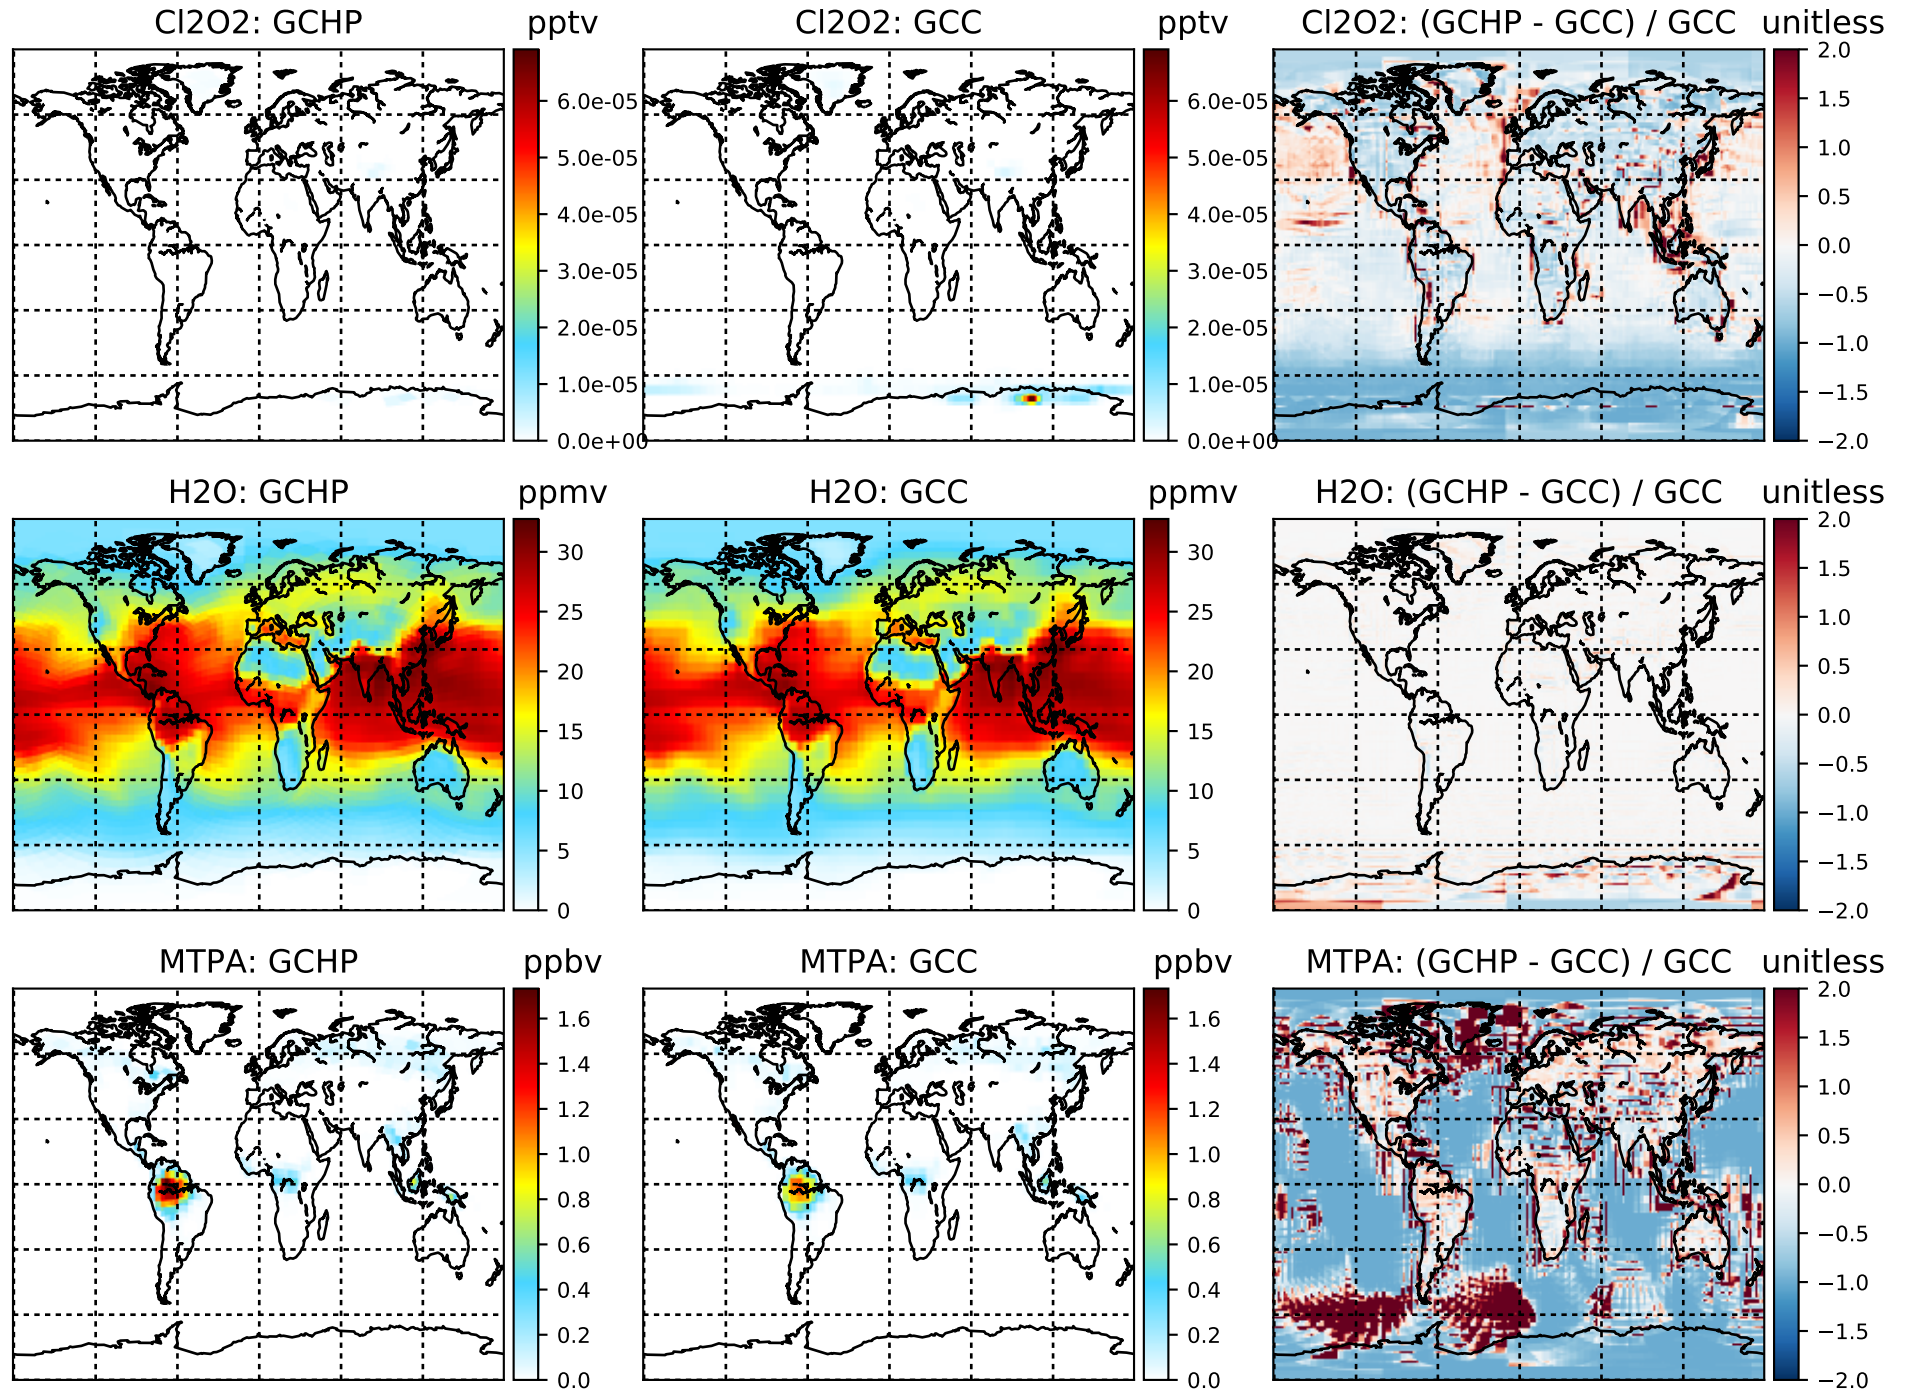 Cl2O2: GCHP
pptv
6.0e-05
5.0e-05
4.0e-05
3.0e-05
2.0e-05
1.0e-05
0.0e+00
Cl2O2: GCC
pptv
6.0e-05
5.0e-05
4.0e-05
3.0e-05
2.0e-05
1.0e-05
0.0e+00
Cl2O2: (GCHP - GCC) / GCC
unitless
2.0
1.5
1.0
0.5
0.0
−0.5
−1.0
−1.5
−2.0
H2O: GCHP
ppmv
30
25
20
15
10
5
0
H2O: GCC
ppmv
30
25
20
15
10
5
0
H2O: (GCHP - GCC) / GCC
unitless
2.0
1.5
1.0
0.5
0.0
−0.5
−1.0
−1.5
−2.0
MTPA: GCHP
ppbv
1.6
1.4
1.2
1.0
0.8
0.6
0.4
0.2
0.0
MTPA: GCC
ppbv
1.6
1.4
1.2
1.0
0.8
0.6
0.4
0.2
0.0
MTPA: (GCHP - GCC) / GCC
unitless
2.0
1.5
1.0
0.5
0.0
−0.5
−1.0
−1.5
−2.0